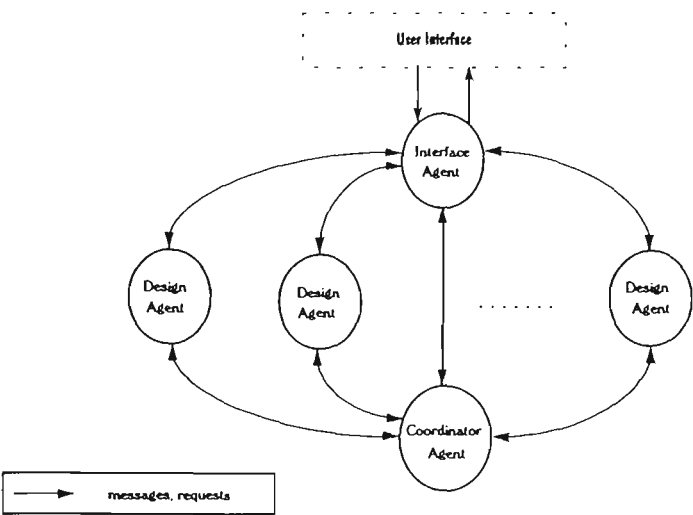 User Interface
Interface
Agent
Design
Agent
Design
Agent
Design
Agent
Coordinator
Agent
messages, requests